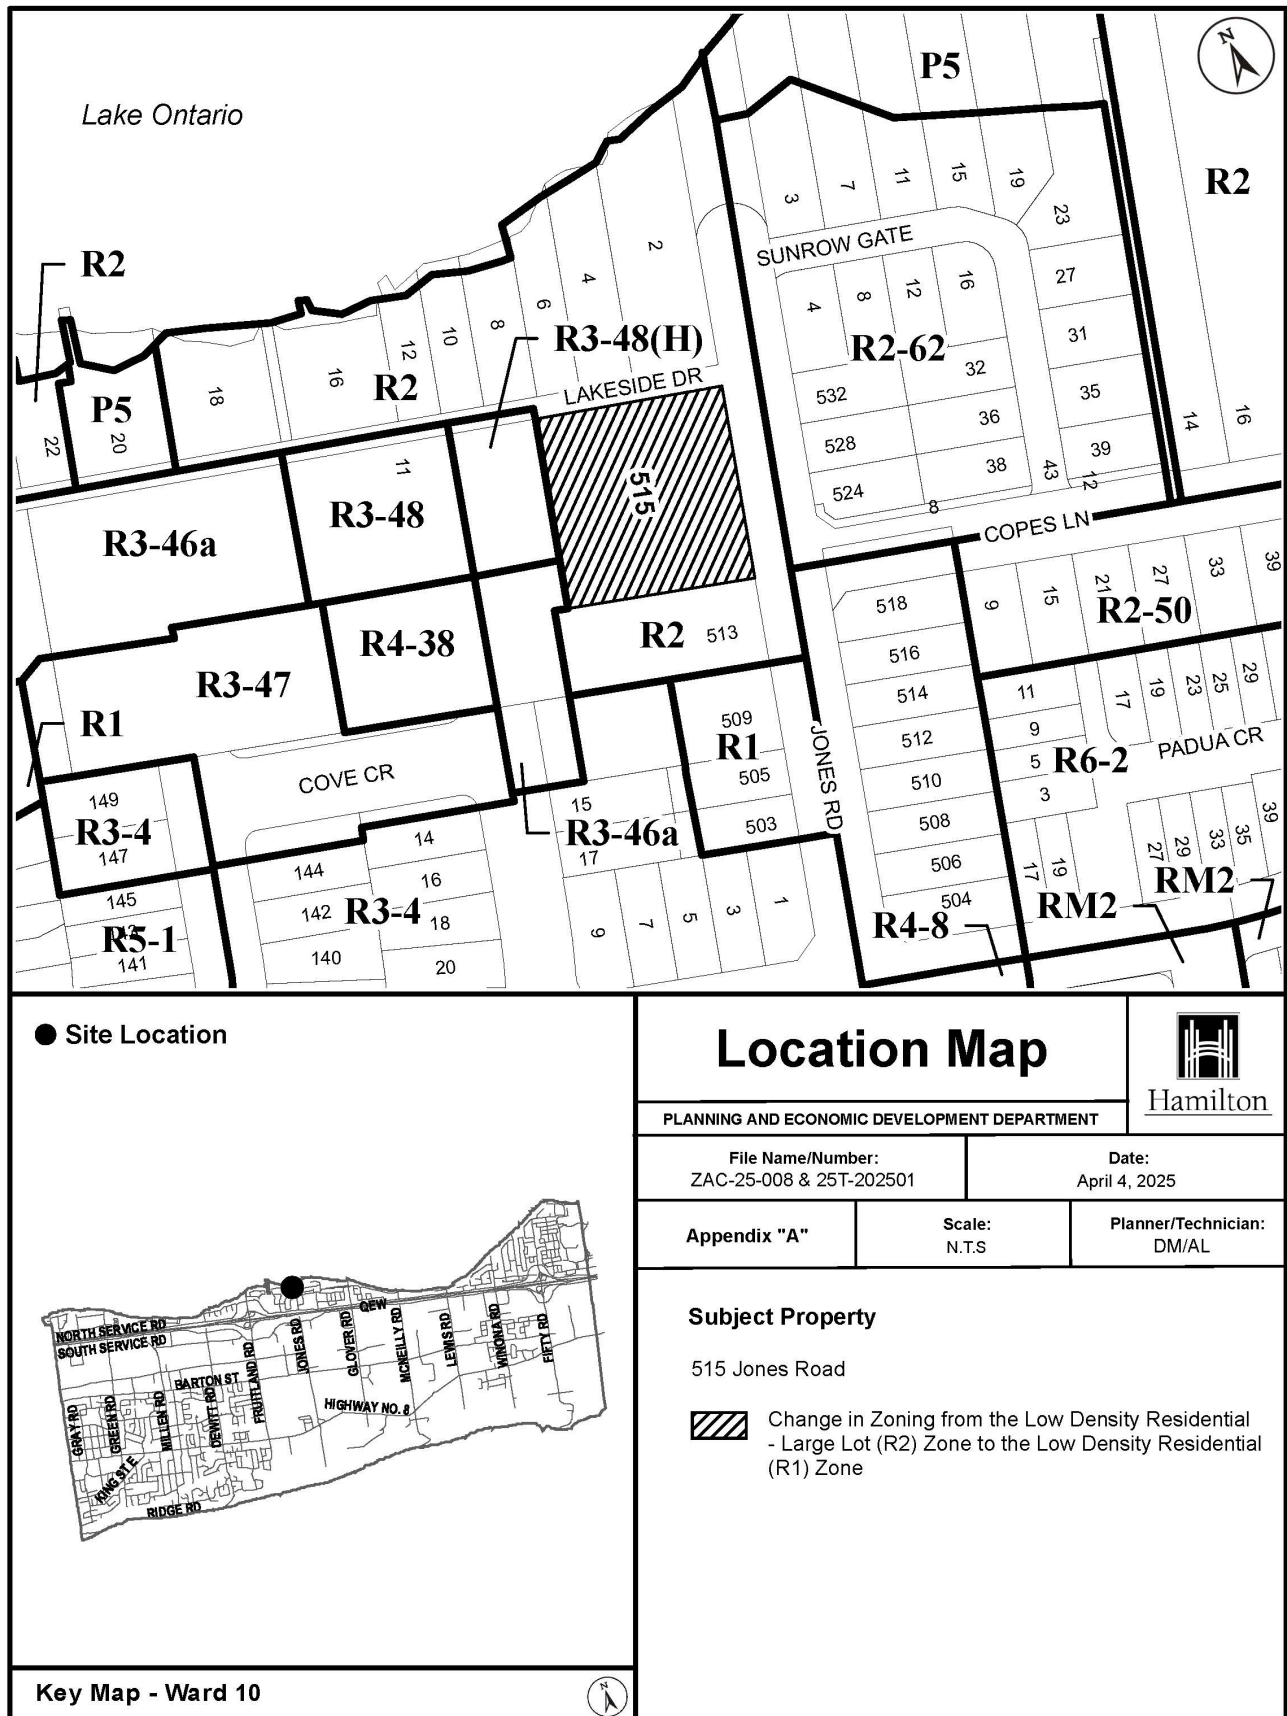 Lake Ontario
N
P5
R2
3
7
11
15
19
23
SUNROW GATE
2
4
6
8
10
12
16
18
R2
27
4
8
12
16
R3-48(H)
R2-62
31
R2
LAKESIDE DR
32
35
532
P5
20
22
36
14
16
528
39
11
515
38
43
12
524
8
R3-48
COPES LN
R3-46a
9
15
21
27
33
39
518
R2-50
R4-38
R2
513
516
R3-47
514
11
17
19
23
25
29
R1
509
R1
JONES RD
512
9
PADUA CR
5
R6-2
COVE CR
505
510
3
149
15
R3-4
R3-46a
503
508
39
147
14
17
27
29
33
35
144
506
17
19
RM2
145
16
504
RM2
142
R3-4
18
9
7
5
3
1
R4-8
R5-1
141
140
20
Site Location
NORTH SERVICE RD
SOUTH SERVICE RD
QEW
JONES RD
GLOVER RD
MCNEILLY RD
LEWIS RD
WINONA RD
FIFTY RD
FRUITLAND RD
BARTON ST
DEWITT RD
MILLEN RD
GREEN RD
GRAY RD
HIGHWAY NO. 8
KING ST E
RIDGE RD
Key Map - Ward 10
N
Location Map
Hamilton
PLANNING AND ECONOMIC DEVELOPMENT DEPARTMENT
File Name/Number:
ZAC-25-008 & 25T-202501
Date:
April 4, 2025
Appendix "A"
Scale:
N.T.S
Planner/Technician:
DM/AL
Subject Property
515 Jones Road
Change in Zoning from the Low Density Residential
- Large Lot (R2) Zone to the Low Density Residential
(R1) Zone